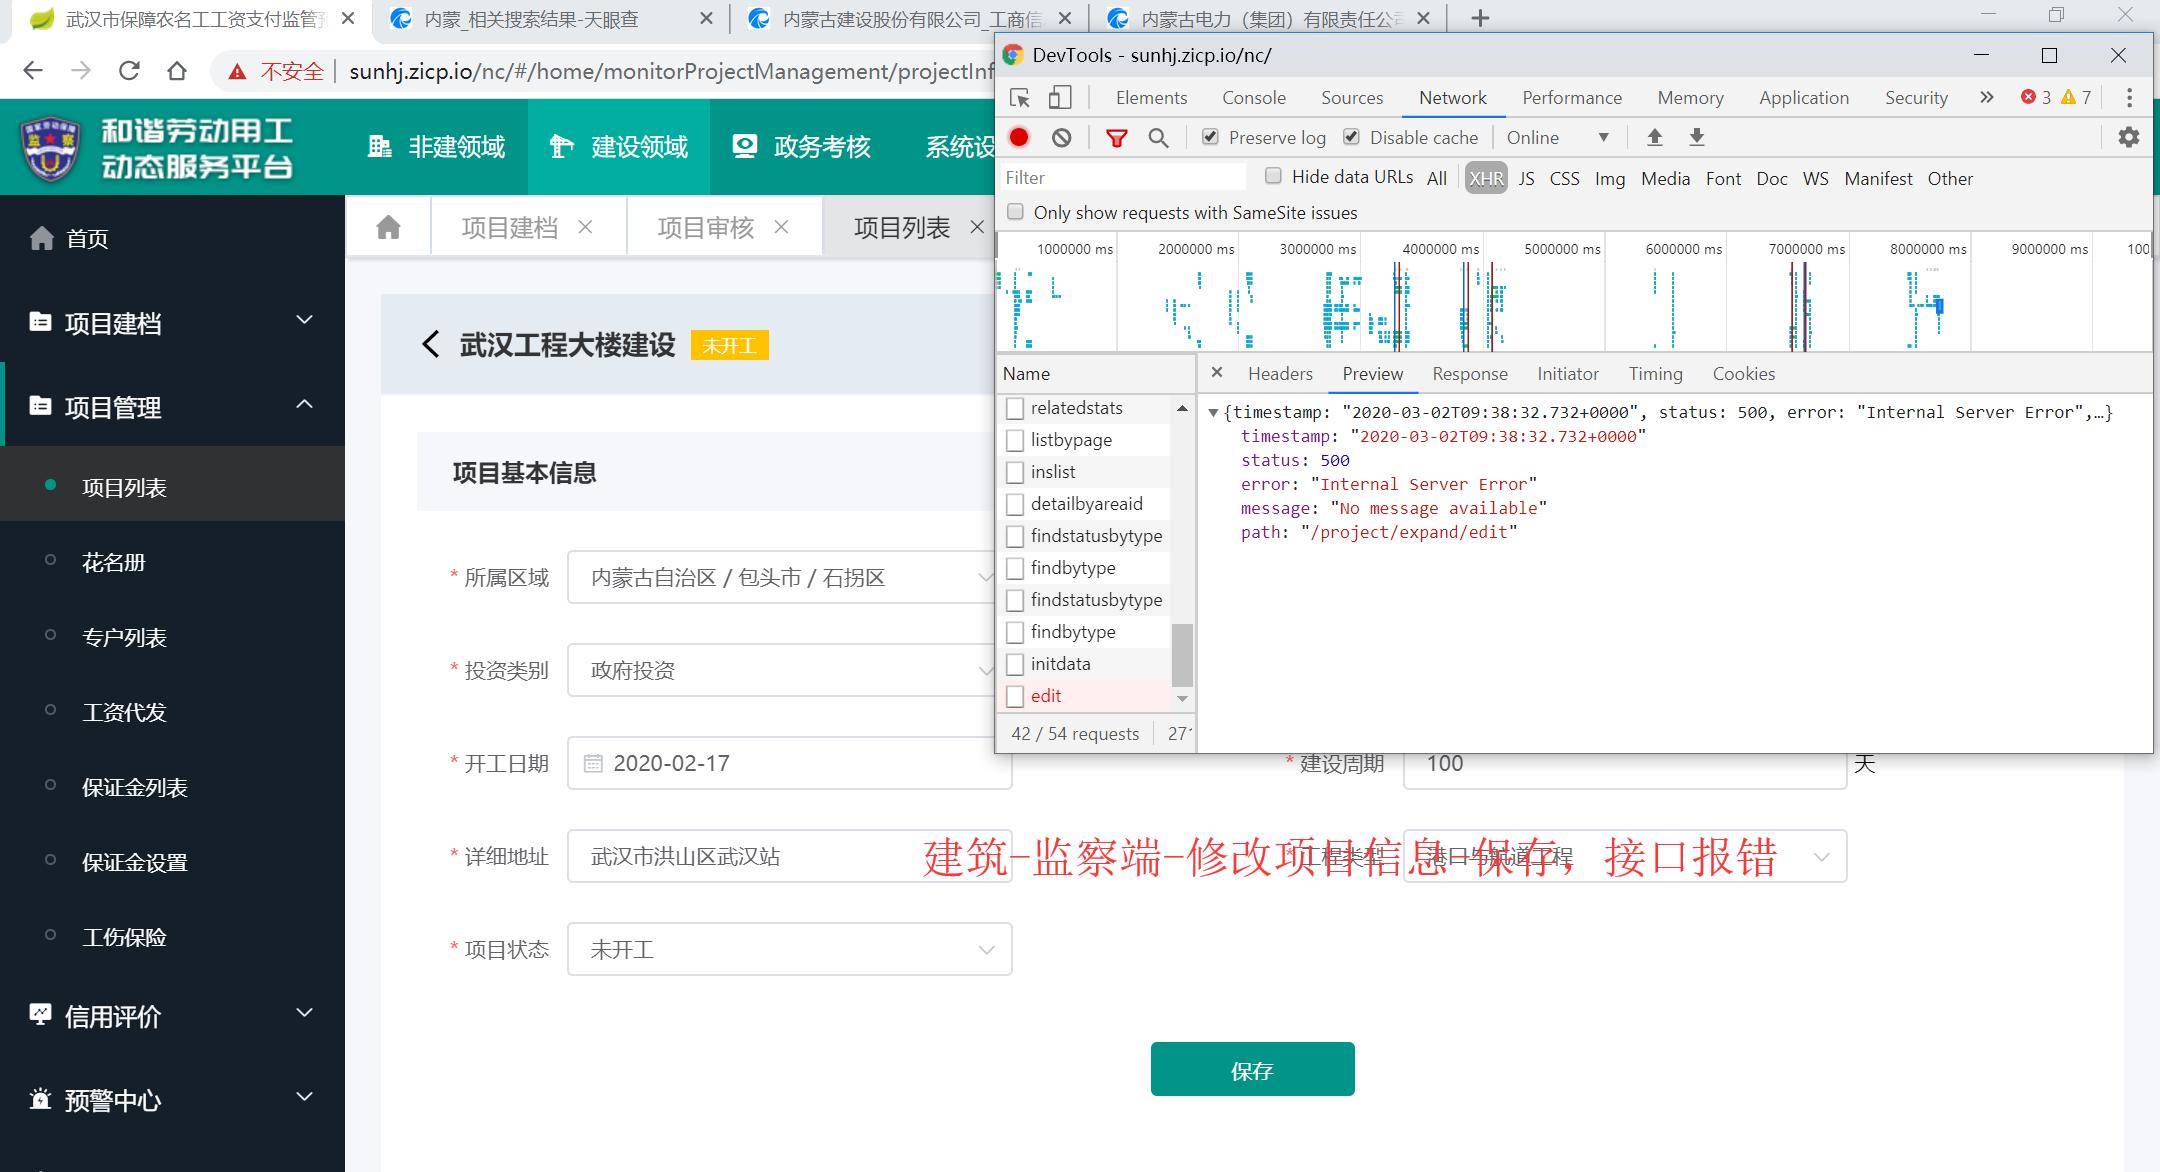 武汉市保障农名工工资支付监管预
内蒙_相关搜索结果-天眼查
内蒙古建设股份有限公司_工商信
内蒙古电力（集团）有限责任公司
不安全
sunhj.zicp.io/nc/#/home/monitorProjectManagement/projectInf
DevTools - sunhj.zicp.io/nc/
Elements Console Sources Network Performance Memory Application Security 3 7
Preserve log Disable cache Online
Filter
Hide data URLs All XHR JS CSS Img Media Font Doc WS Manifest Other
Only show requests with SameSite issues
1000000 ms 2000000 ms 3000000 ms 4000000 ms 5000000 ms 6000000 ms 7000000 ms 8000000 ms 9000000 ms 100
Name
relatedstats
listbypage
inslist
detailbyareaid
findstatusbytype
findbytype
findstatusbytype
findbytype
initdata
edit
42 / 54 requests 27
Headers Preview Response Initiator Timing Cookies
{timestamp: "2020-03-02T09:38:32.732+0000", status: 500, error: "Internal Server Error",…}
timestamp: "2020-03-02T09:38:32.732+0000"
status: 500
error: "Internal Server Error"
message: "No message available"
path: "/project/expand/edit"
和谐劳动用工
动态服务平台
非建领域
建设领域
政务考核
系统设
首页
项目建档
项目管理
项目列表
花名册
专户列表
工资代发
保证金列表
保证金设置
工伤保险
信用评价
预警中心
项目建档
项目审核
项目列表
武汉工程大楼建设 未开工
项目基本信息
* 所属区域 内蒙古自治区 / 包头市 / 石拐区
* 投资类别 政府投资
* 开工日期 2020-02-17
* 建设周期 100 天
* 详细地址 武汉市洪山区武汉站
* 工程类型 港口与航道工程
建筑-监察端-修改项目信息-保存，接口报错
* 项目状态 未开工
保存